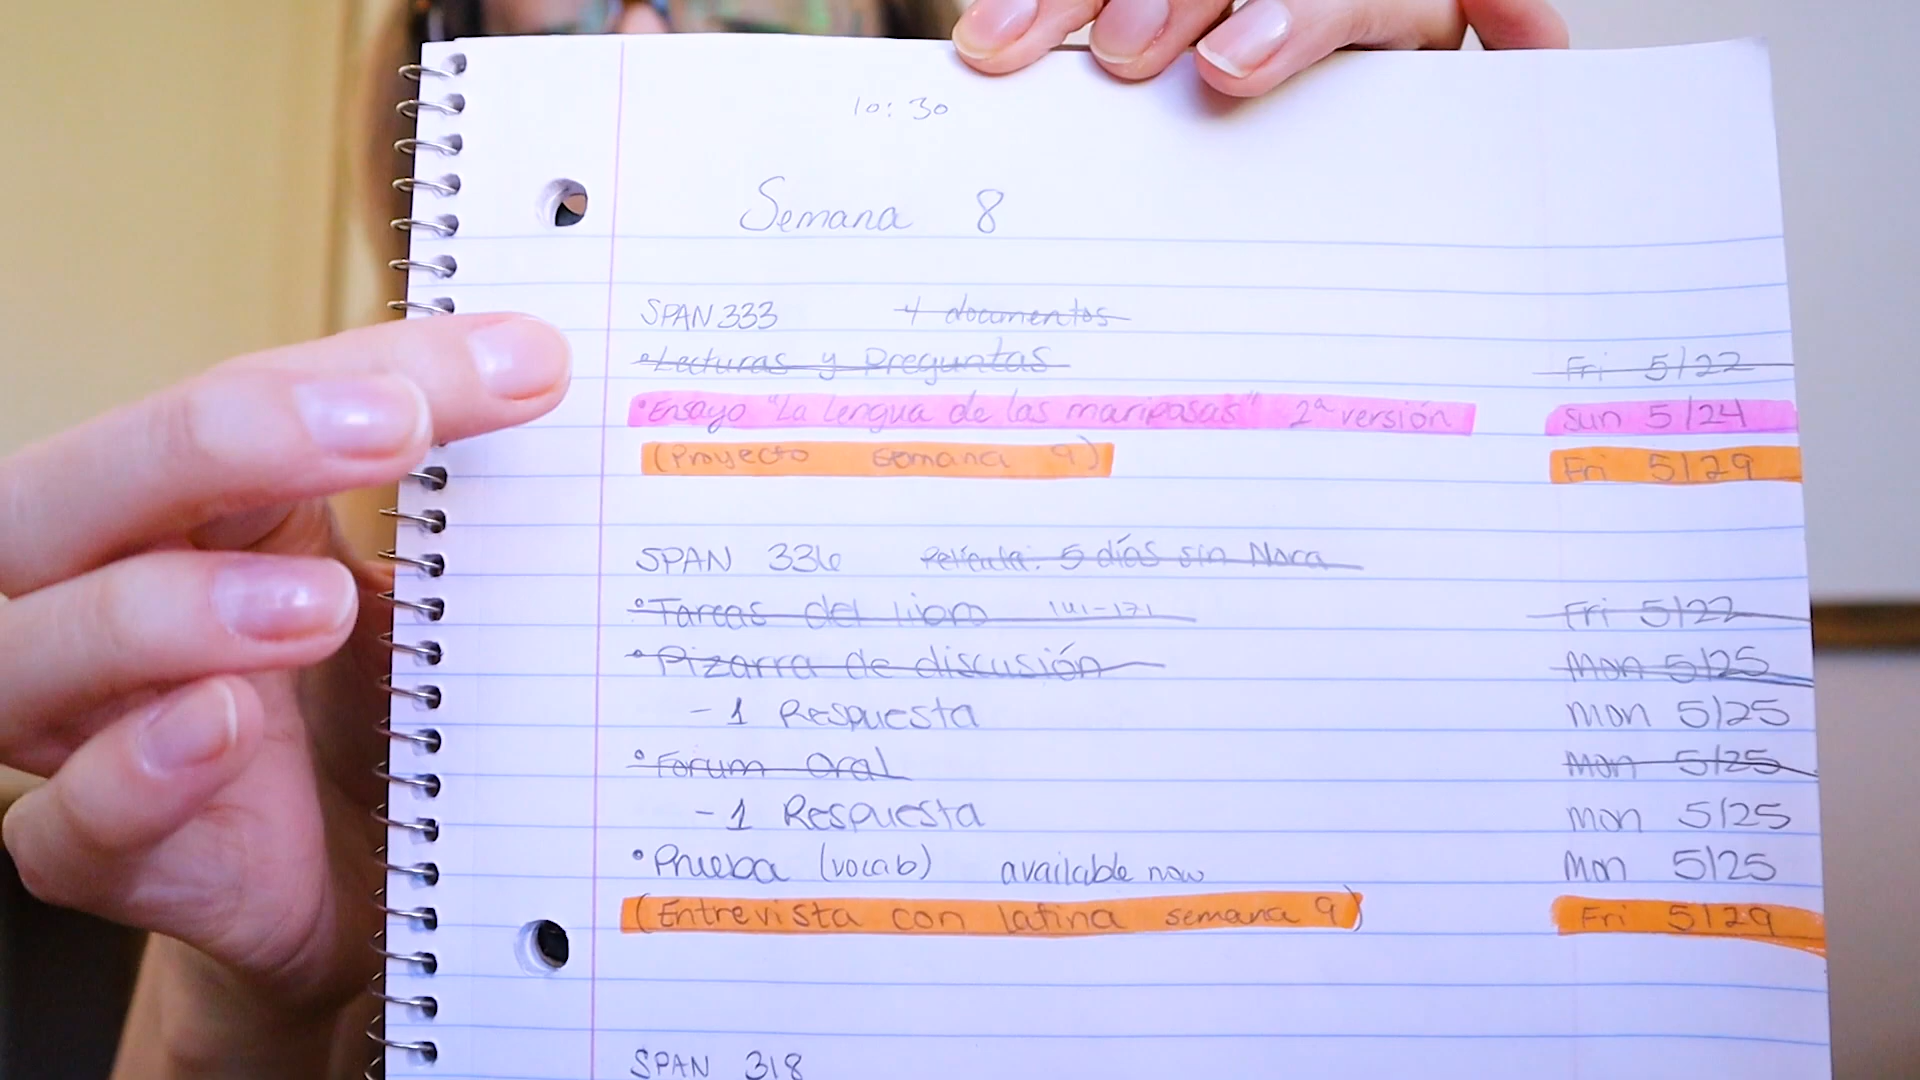 10:30
Semana 8
SPAN 333 4 documentos
•Lecturas y Preguntas Fri 5/22
•Ensayo "La lengua de las mariposas" 2ª versión Sun 5/24
(Proyecto semana 9) Fri 5/29
SPAN 336 Película: 5 días sin Nora
•Tareas del libro 141-171 Fri 5/22
•Pizarra de discusión Mon 5/25
- 1 Respuesta Mon 5/25
•Forum Oral Mon 5/25
- 1 Respuesta Mon 5/25
•Prueba (vocab) available now Mon 5/25
(Entrevista con latina semana 9) Fri 5/29
SPAN 318